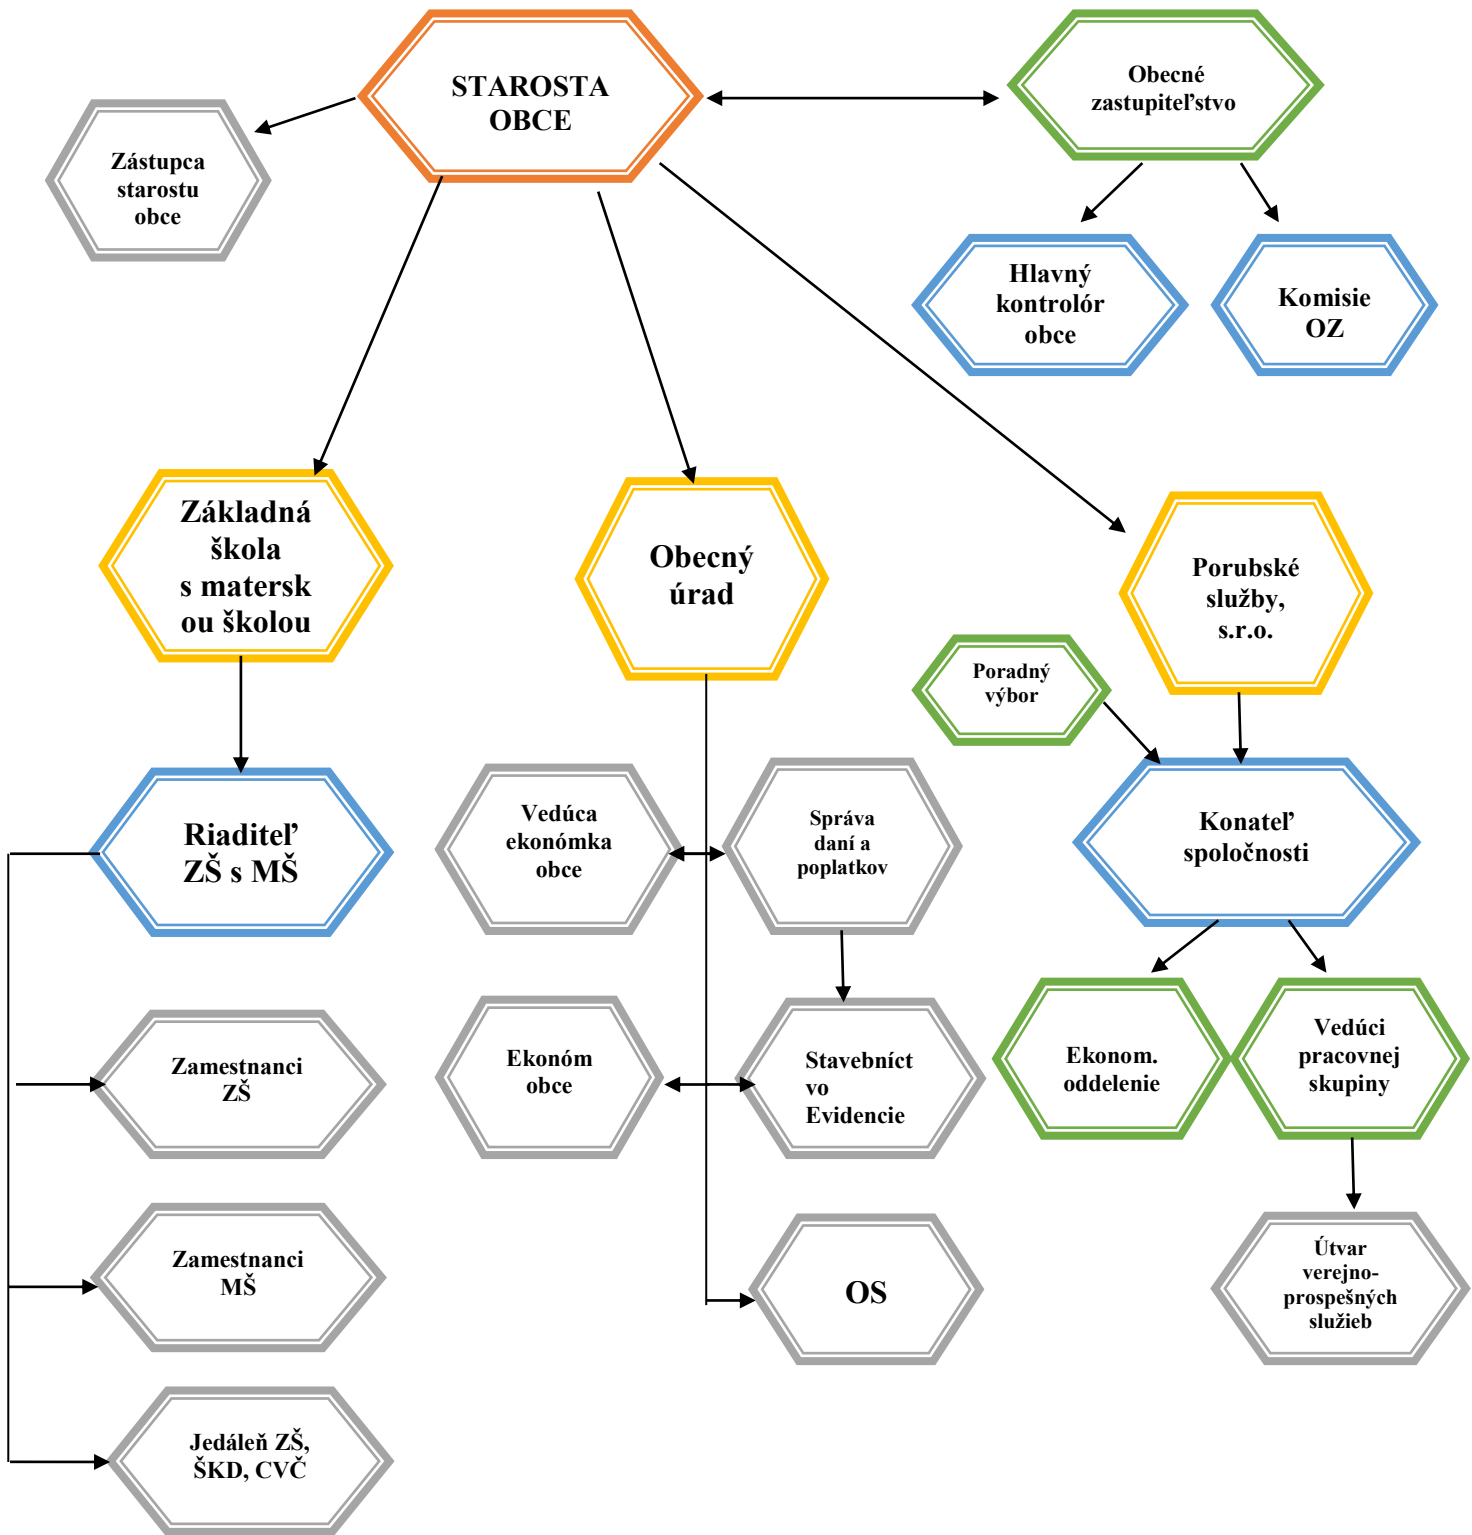 STAROSTA
OBCE
Obecné
zastupiteľstvo
Zástupca
starostu
obce
Hlavný
kontrolór
obce
Komisie
OZ
Základná
škola
s matersk
ou školou
Obecný
úrad
Porubské
služby,
s.r.o.
Poradný
výbor
Riaditeľ
ZŠ s MŠ
Vedúca
ekonómka
obce
Správa
daní a
poplatkov
Konateľ
spoločnosti
Zamestnanci
ZŠ
Ekonóm
obce
Stavebníct
vo
Evidencie
Ekonom.
oddelenie
Vedúci
pracovnej
skupiny
Zamestnanci
MŠ
OS
Útvar
verejno-
prospešných
služieb
Jedáleň ZŠ,
ŠKD, CVČ